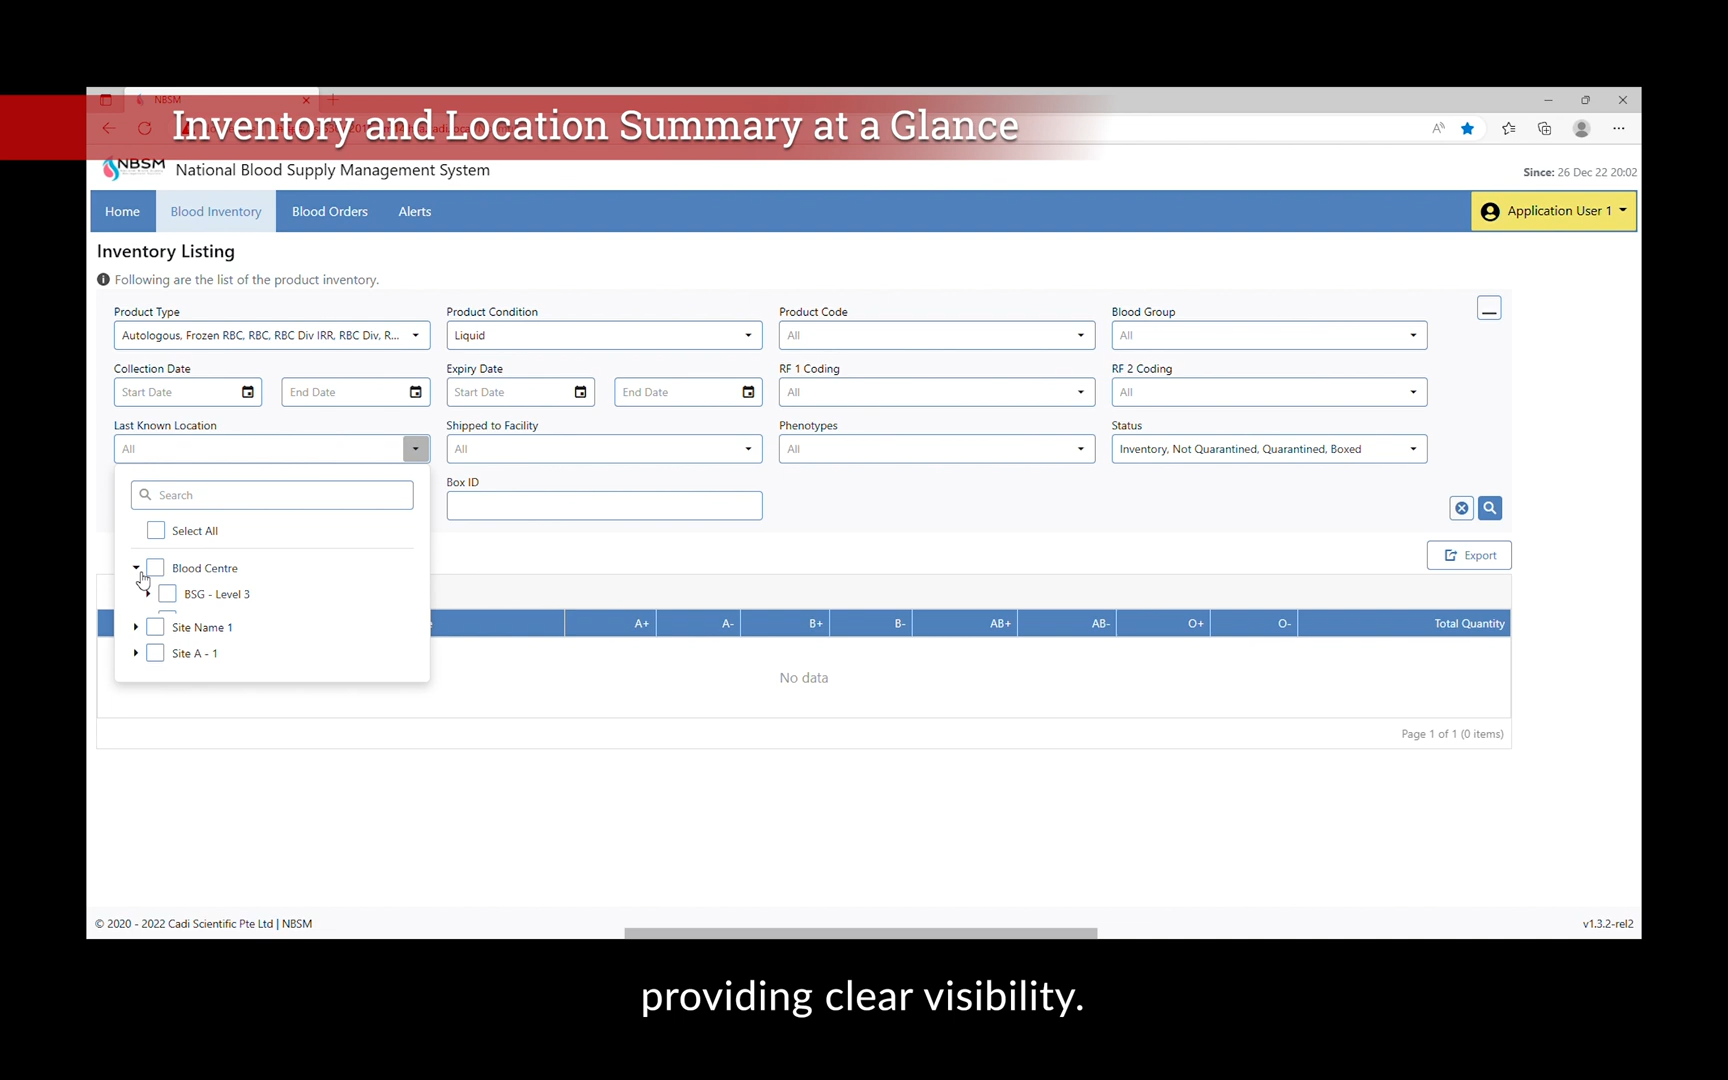 NBSM
Inventory and Location Summary at a Glance
NBSM
National Blood Supply Management System
Since: 26 Dec 22 20:02
Home
Blood Inventory
Blood Orders
Alerts
Application User 1
Inventory Listing
Following are the list of the product inventory.
Product Type
Product Condition
Product Code
Blood Group
Autologous, Frozen RBC, RBC, RBC Div IRR, RBC Div, R...
Liquid
All
All
Collection Date
Expiry Date
RF 1 Coding
RF 2 Coding
Start Date
End Date
Start Date
End Date
All
All
Last Known Location
Shipped to Facility
Phenotypes
Status
All
All
All
Inventory, Not Quarantined, Quarantined, Boxed
Box ID
Search
Select All
Export
Blood Centre
BSG - Level 3
Site Name 1
Site A - 1
A+
A-
B+
B-
AB+
AB-
O+
O-
Total Quantity
No data
Page 1 of 1 (0 items)
© 2020 - 2022 Cadi Scientific Pte Ltd | NBSM
v1.3.2-rel2
providing clear visibility.